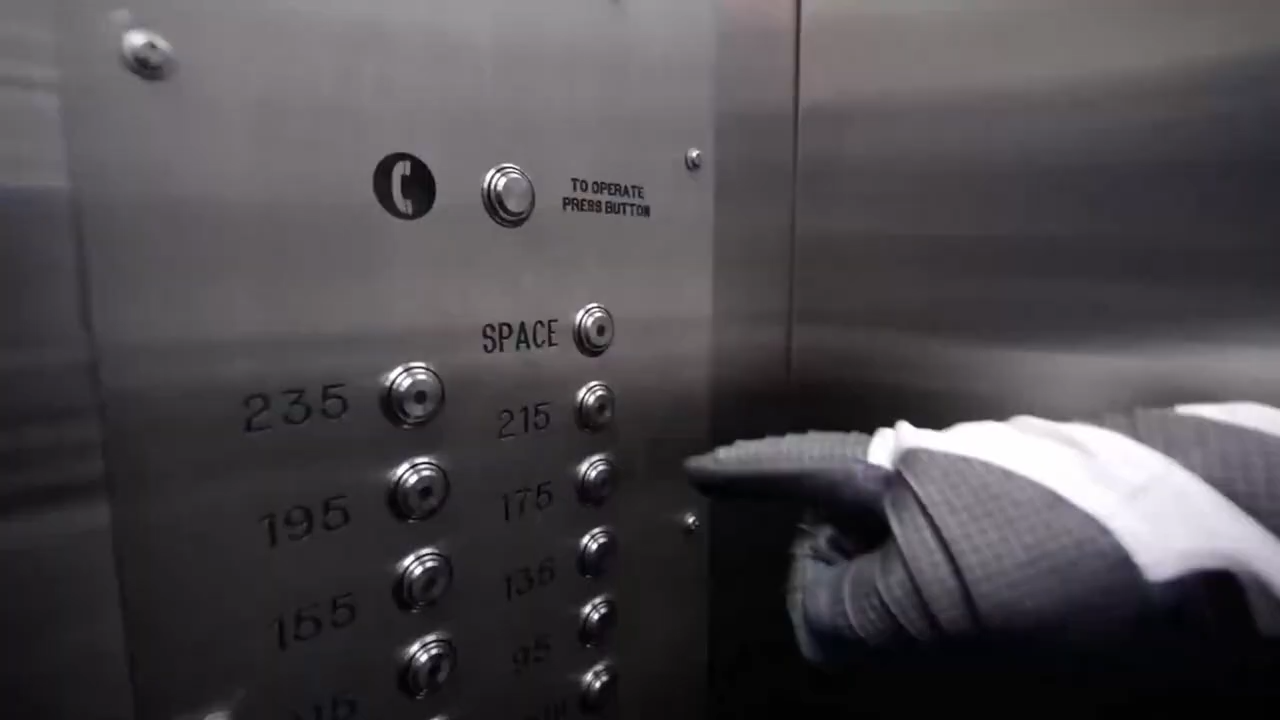 TO OPERATE
PRESS BUTTON
SPACE
235
215
195
175
155
135
95